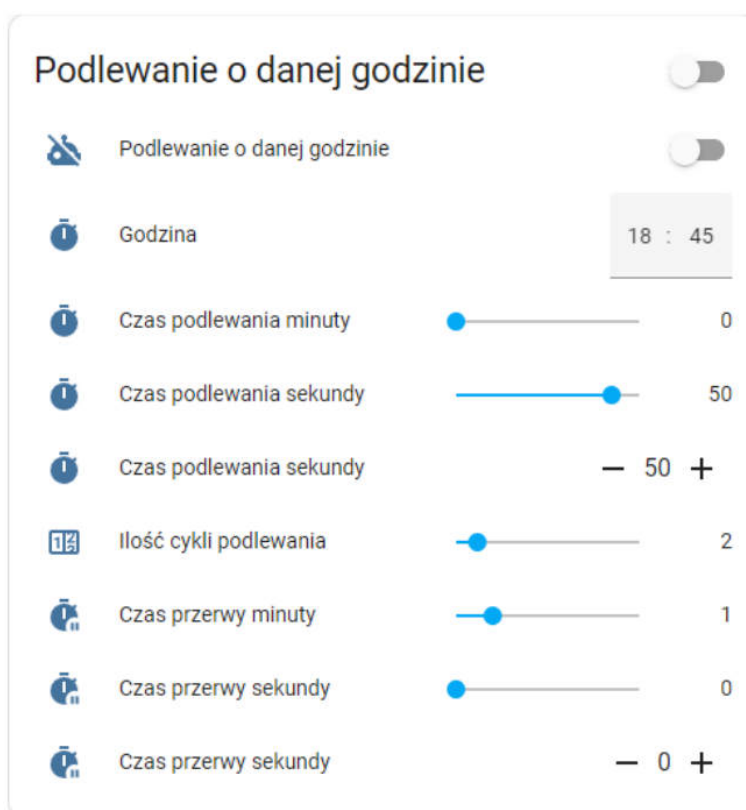 Podlewanie o danej godzinie
Podlewanie o danej godzinie
Godzina 18 : 45
Czas podlewania minuty 0
Czas podlewania sekundy 50
Czas podlewania sekundy — 50 +
Ilość cykli podlewania 2
Czas przerwy minuty 1
Czas przerwy sekundy 0
Czas przerwy sekundy — 0 +